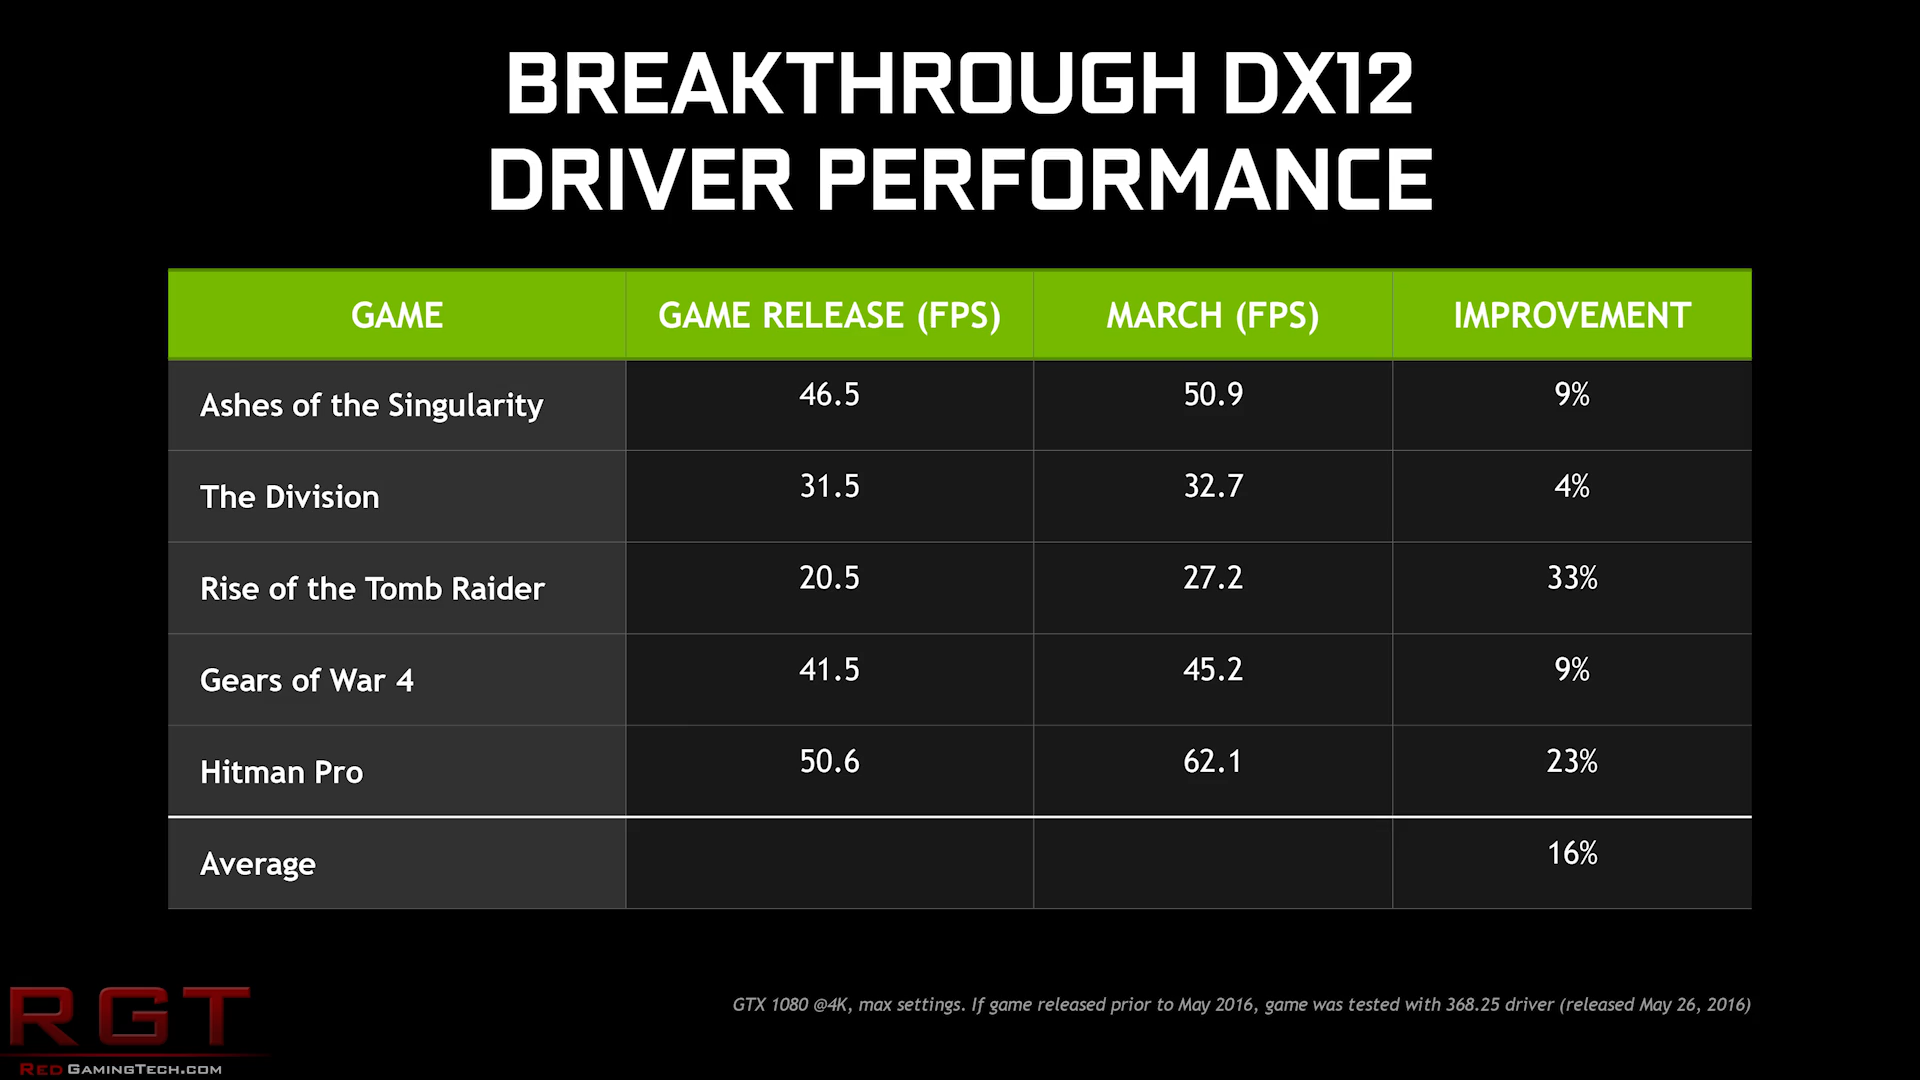 BREAKTHROUGH DX12
DRIVER PERFORMANCE
GAME GAME RELEASE (FPS) MARCH (FPS) IMPROVEMENT
Ashes of the Singularity 46.5 50.9 9%
The Division 31.5 32.7 4%
Rise of the Tomb Raider 20.5 27.2 33%
Gears of War 4 41.5 45.2 9%
Hitman Pro 50.6 62.1 23%
Average 16%
GTX 1080 @4K, max settings. If game released prior to May 2016, game was tested with 368.25 driver (released May 26, 2016)
RGT
REDGAMINGTECH.COM